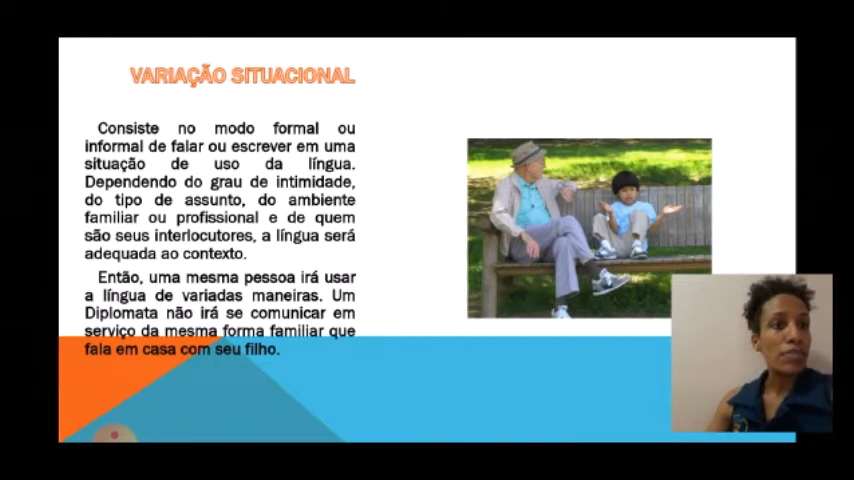 VARIAÇÃO SITUACIONAL
Consiste no modo formal ou
informal de falar ou escrever em uma
situação de uso da língua.
Dependendo do grau de intimidade,
do tipo de assunto, do ambiente
familiar ou profissional e de quem
são seus interlocutores, a língua será
adequada ao contexto.
Então, uma mesma pessoa irá usar
a língua de variadas maneiras. Um
Diplomata não irá se comunicar em
serviço da mesma forma familiar que
fala em casa com seu filho.